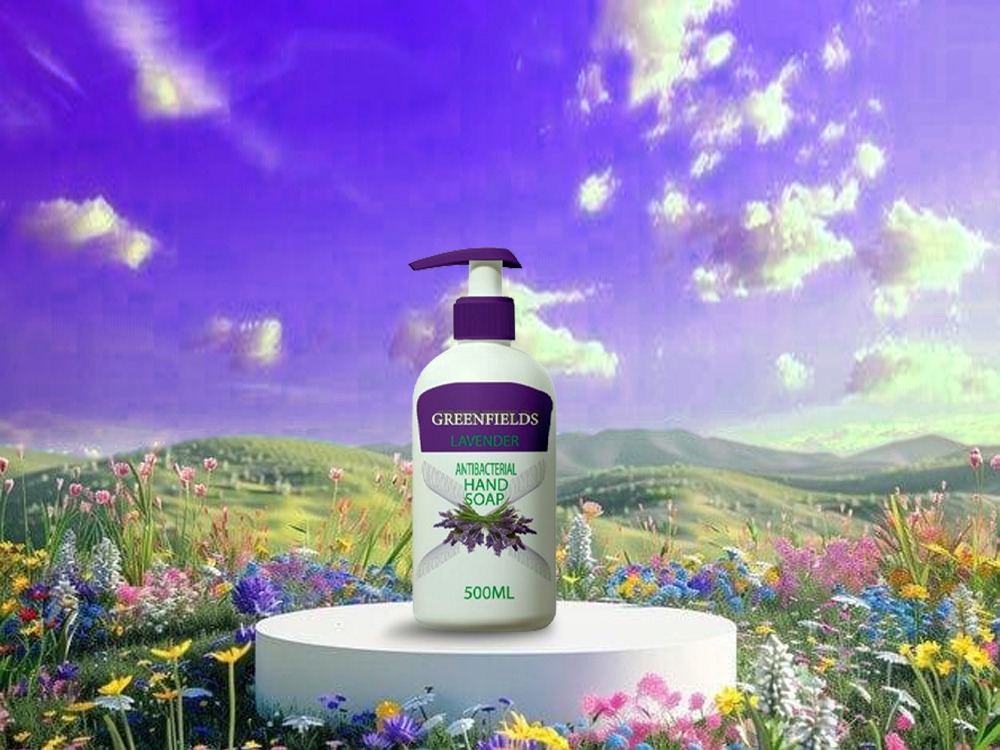 GREENFIELDS
LAVENDER
ANTIBACTERIAL
HAND
SOAP
500ML